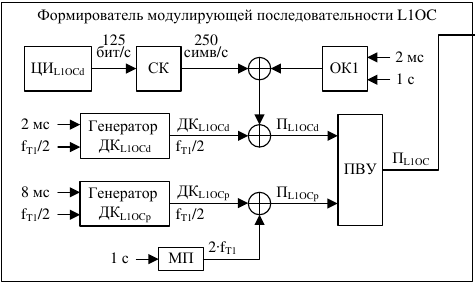 Формирователь модулирующей последовательности L1OC
125 бит/с
250 симв/с
ЦИL1OCd
СК
ОК1
2 мс
1 с
2 мс
fT1/2
Генератор
ДКL1OCd
ДКL1OCd
fT1/2
ПL1OCd
8 мс
fT1/2
Генератор
ДКL1OCp
ДКL1OCp
fT1/2
ПL1OCp
ПВУ
ПL1OC
1 с
МП
2·fT1